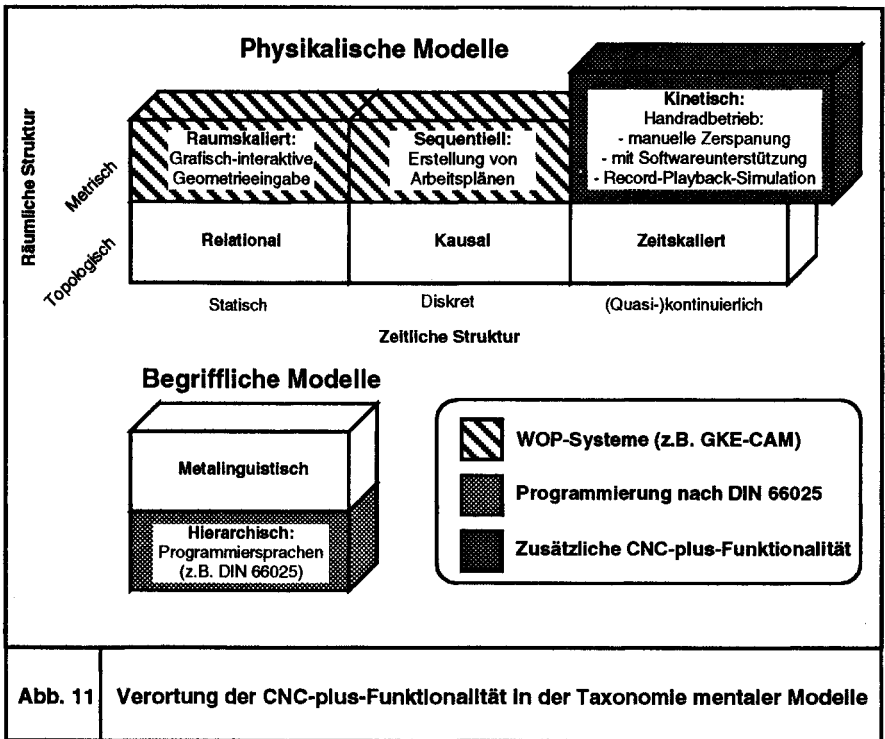 Physikalische Modelle
Räumliche Struktur
Metrisch
Topologisch
Raumskaliert:
Grafisch-interaktive
Geometrieeingabe
Sequentiell:
Erstellung von
Arbeitsplänen
Kinetisch:
Handradbetrieb:
- manuelle Zerspanung
- mit Softwareunterstützung
- Record-Playback-Simulation
Relational
Kausal
Zeitskaliert
Statisch
Diskret
(Quasi-)kontinuierlich
Zeitliche Struktur
Begriffliche Modelle
Metalinguistisch
Hierarchisch:
Programmiersprachen
(z.B. DIN 66025)
WOP-Systeme (z.B. GKE-CAM)
Programmierung nach DIN 66025
Zusätzliche CNC-plus-Funktionalität
Abb. 11 Verortung der CNC-plus-Funktionalität in der Taxonomie mentaler Modelle